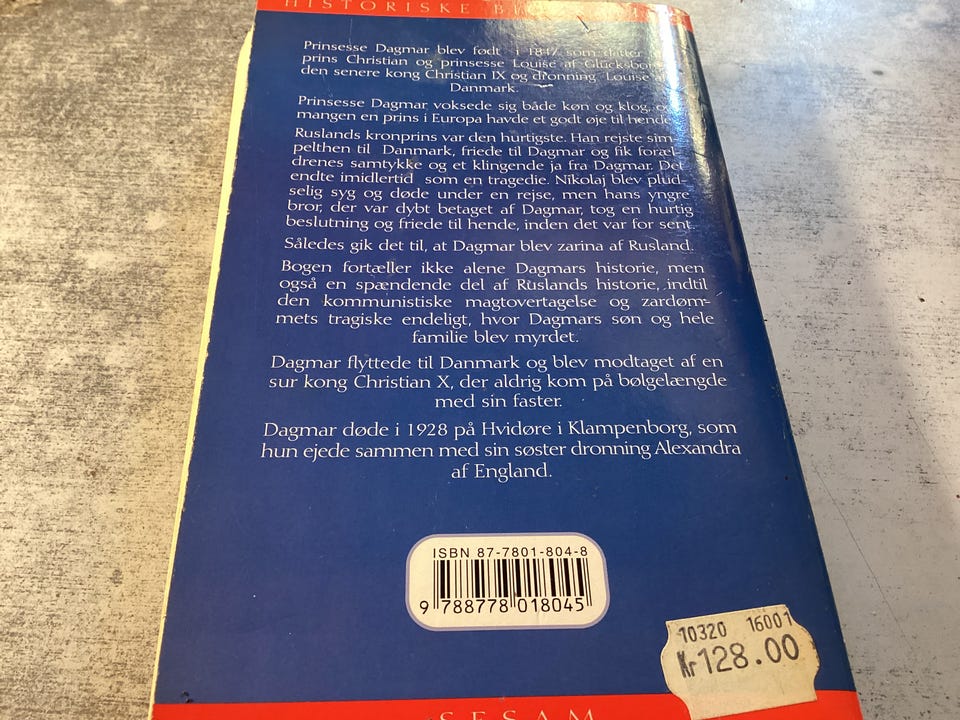 HISTORISKE
Prinsesse Dagmar blev født i 1847 som datter
prins Christian og prinsesse Louise af Glücksborg
den senere kong Christian IX og dronning Louise af
Danmark.
Prinsesse Dagmar voksede sig både køn og klog, og
mangen en prins i Europa havde et godt øje til hende.
Ruslands kronprins var den hurtigste. Han rejste sim-
pelthen til Danmark, friede til Dagmar og fik foræl-
drenes samtykke og et klingende ja fra Dagmar. Det
endte imidlertid som en tragedie. Nikolaj blev plud-
selig syg og døde under en rejse, men hans yngre
bror, der var dybt betaget af Dagmar, tog en hurtig
beslutning og friede til hende, inden det var for sent.
Således gik det til, at Dagmar blev zarina af Rusland.
Bogen fortæller ikke alene Dagmars historie, men
også en spændende del af Ruslands historie, indtil
den kommunistiske magtovertagelse og zardøm-
mets tragiske endeligt, hvor Dagmars søn og hele
familie blev myrdet.
Dagmar flyttede til Danmark og blev modtaget af en
sur kong Christian X, der aldrig kom på bølgelængde
med sin faster.
Dagmar døde i 1928 på Hvidøre i Klampenborg, som
hun ejede sammen med sin søster dronning Alexandra
af England.
ISBN 87-7801-804-8
9 788778 018045
10320 16001
Kr 128.00
SESAM